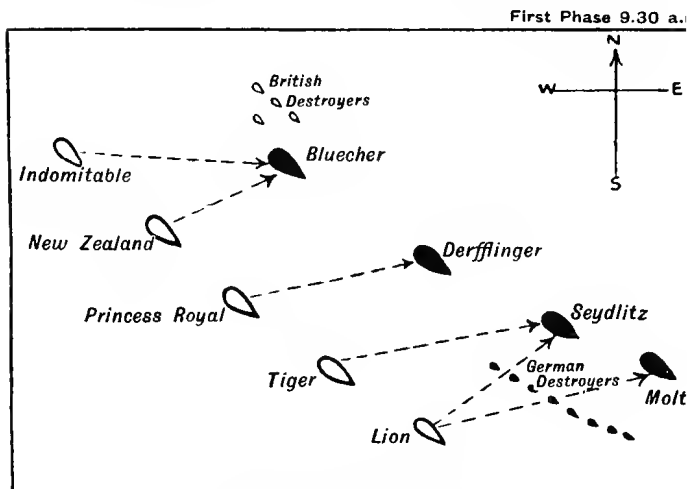 First Phase 9.30 a.
N
British
Destroyers
W E
Bluecher
Indomitable
S
New Zealand
Derfflinger
Princess Royal
Seydlitz
German
Destroyers
Tiger
Molt
Lion